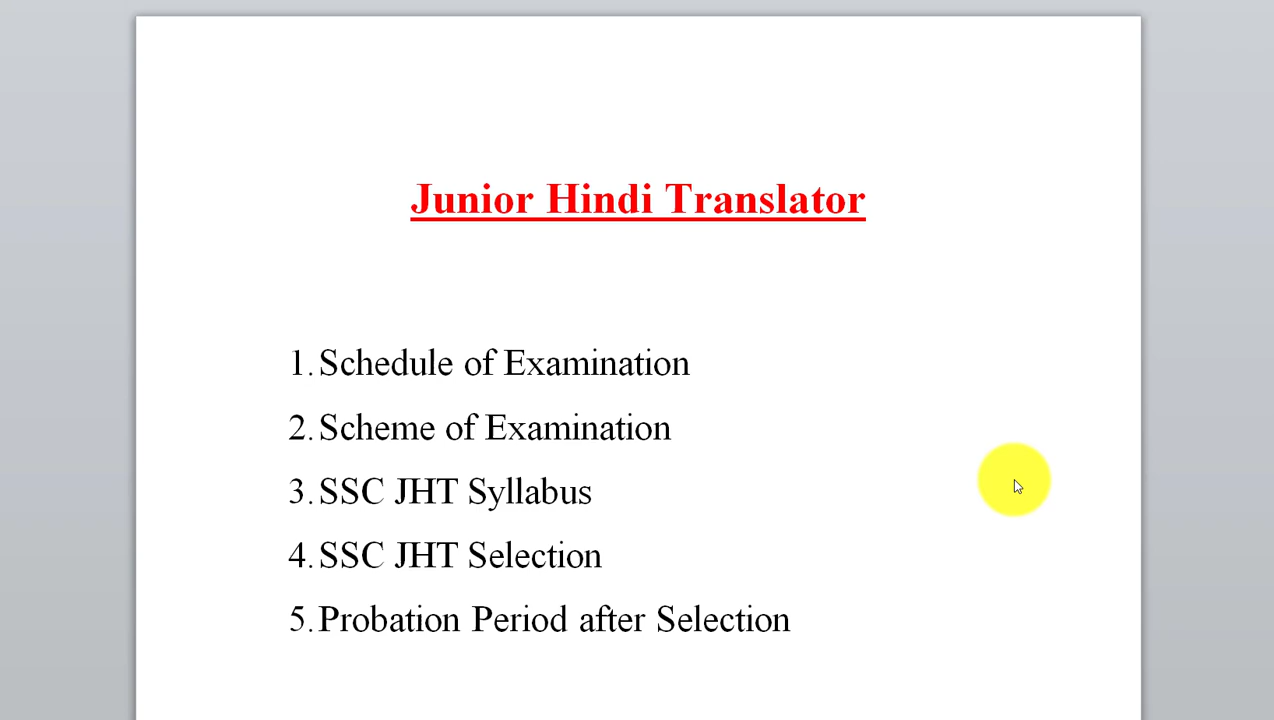 Junior Hindi Translator
1. Schedule of Examination
2. Scheme of Examination
3. SSC JHT Syllabus
4. SSC JHT Selection
5. Probation Period after Selection